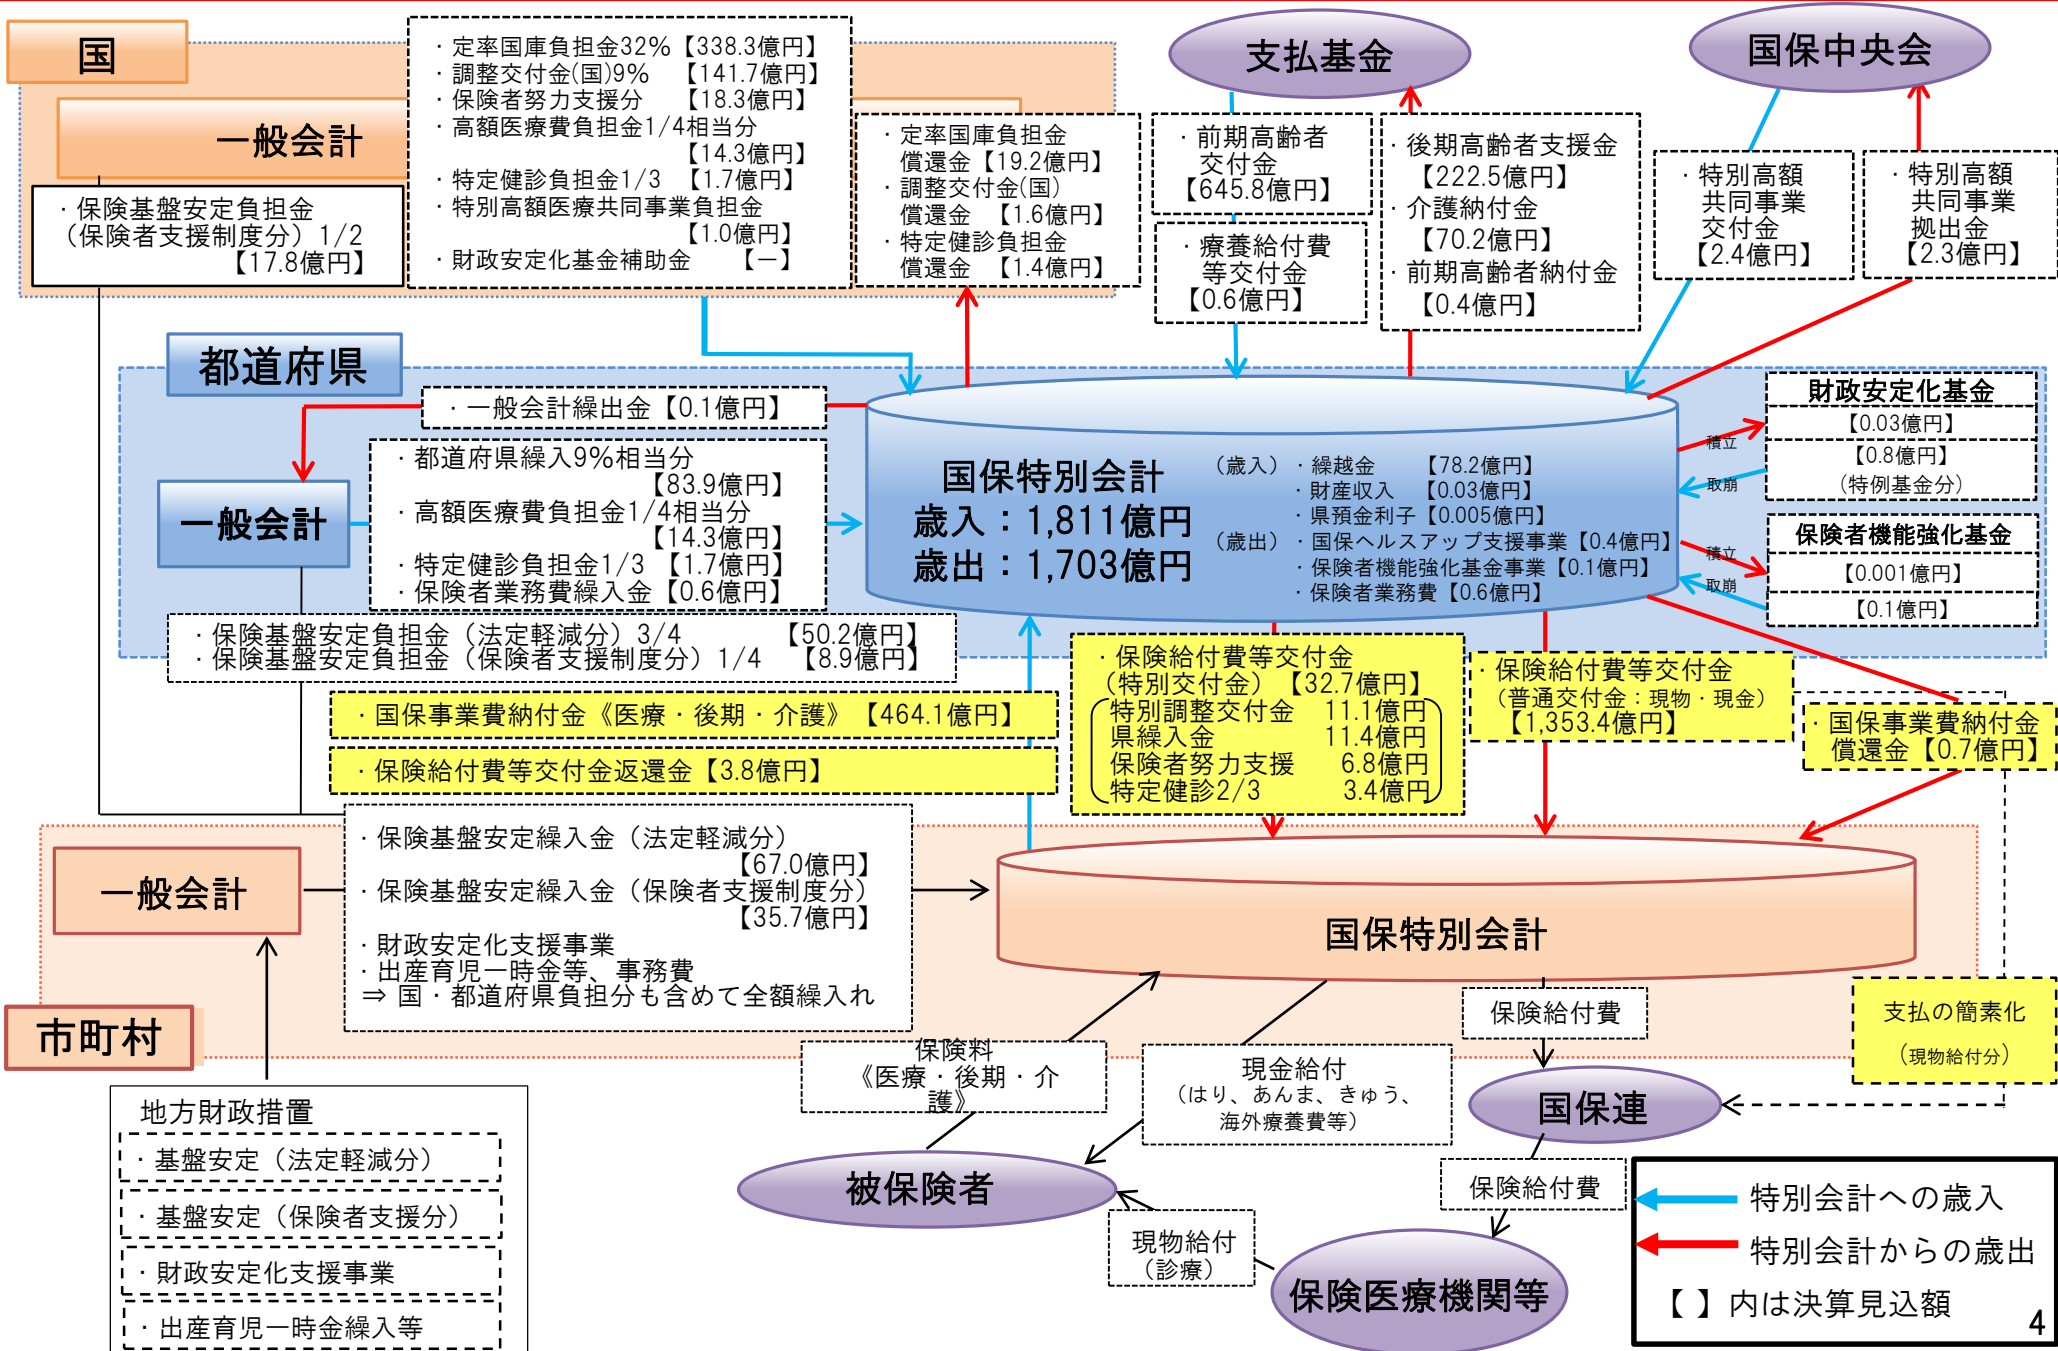 国
一般会計
・保険基盤安定負担金
（保険者支援制度分）1/2
【17.8億円】
・定率国庫負担金32%【338.3億円】
・調整交付金(国)9%　【141.7億円】
・保険者努力支援分　【18.3億円】
・高額医療費負担金1/4相当分
【14.3億円】
・特定健診負担金1/3　【1.7億円】
・特別高額医療共同事業負担金
【1.0億円】
・財政安定化基金補助金　【－】
・定率国庫負担金
償還金【19.2億円】
・調整交付金(国)
償還金　【1.6億円】
・特定健診負担金
償還金　【1.4億円】
支払基金
・前期高齢者
交付金
【645.8億円】
・療養給付費
等交付金
【0.6億円】
・後期高齢者支援金
【222.5億円】
・介護納付金
【70.2億円】
・前期高齢者納付金
【0.4億円】
国保中央会
・特別高額
共同事業
交付金
【2.4億円】
・特別高額
共同事業
拠出金
【2.3億円】
都道府県
・一般会計繰出金【0.1億円】
一般会計
・都道府県繰入9%相当分
【83.9億円】
・高額医療費負担金1/4相当分
【14.3億円】
・特定健診負担金1/3　【1.7億円】
・保険者業務費繰入金【0.6億円】
国保特別会計
歳入：1,811億円
歳出：1,703億円
（歳入）・繰越金　【78.2億円】
・財産収入　【0.03億円】
・県預金利子【0.005億円】
（歳出）・国保ヘルスアップ支援事業【0.4億円】
・保険者機能強化基金事業【0.1億円】
・保険者業務費【0.6億円】
積立
取崩
財政安定化基金
【0.03億円】
【0.8億円】
（特例基金分）
積立
取崩
保険者機能強化基金
【0.001億円】
【0.1億円】
・保険基盤安定負担金（法定軽減分）3/4　【50.2億円】
・保険基盤安定負担金（保険者支援制度分）1/4　【8.9億円】
・国保事業費納付金《医療・後期・介護》【464.1億円】
・保険給付費等交付金返還金【3.8億円】
・保険給付費等交付金
（特別交付金）【32.7億円】
特別調整交付金　11.1億円
県繰入金　11.4億円
保険者努力支援　6.8億円
特定健診2/3　3.4億円
・保険給付費等交付金
（普通交付金：現物・現金）
【1,353.4億円】
・国保事業費納付金
償還金【0.7億円】
一般会計
・保険基盤安定繰入金（法定軽減分）
【67.0億円】
・保険基盤安定繰入金（保険者支援制度分）
【35.7億円】
・財政安定化支援事業
・出産育児一時金等、事務費
⇒ 国・都道府県負担分も含めて全額繰入れ
国保特別会計
市町村
保険給付費
支払の簡素化
（現物給付分）
保険料
《医療・後期・介
護》
現金給付
（はり、あんま、きゅう、
海外療養費等）
国保連
地方財政措置
・基盤安定（法定軽減分）
・基盤安定（保険者支援分）
・財政安定化支援事業
・出産育児一時金繰入等
被保険者
現物給付
（診療）
保険給付費
保険医療機関等
特別会計への歳入
特別会計からの歳出
【 】内は決算見込額
4